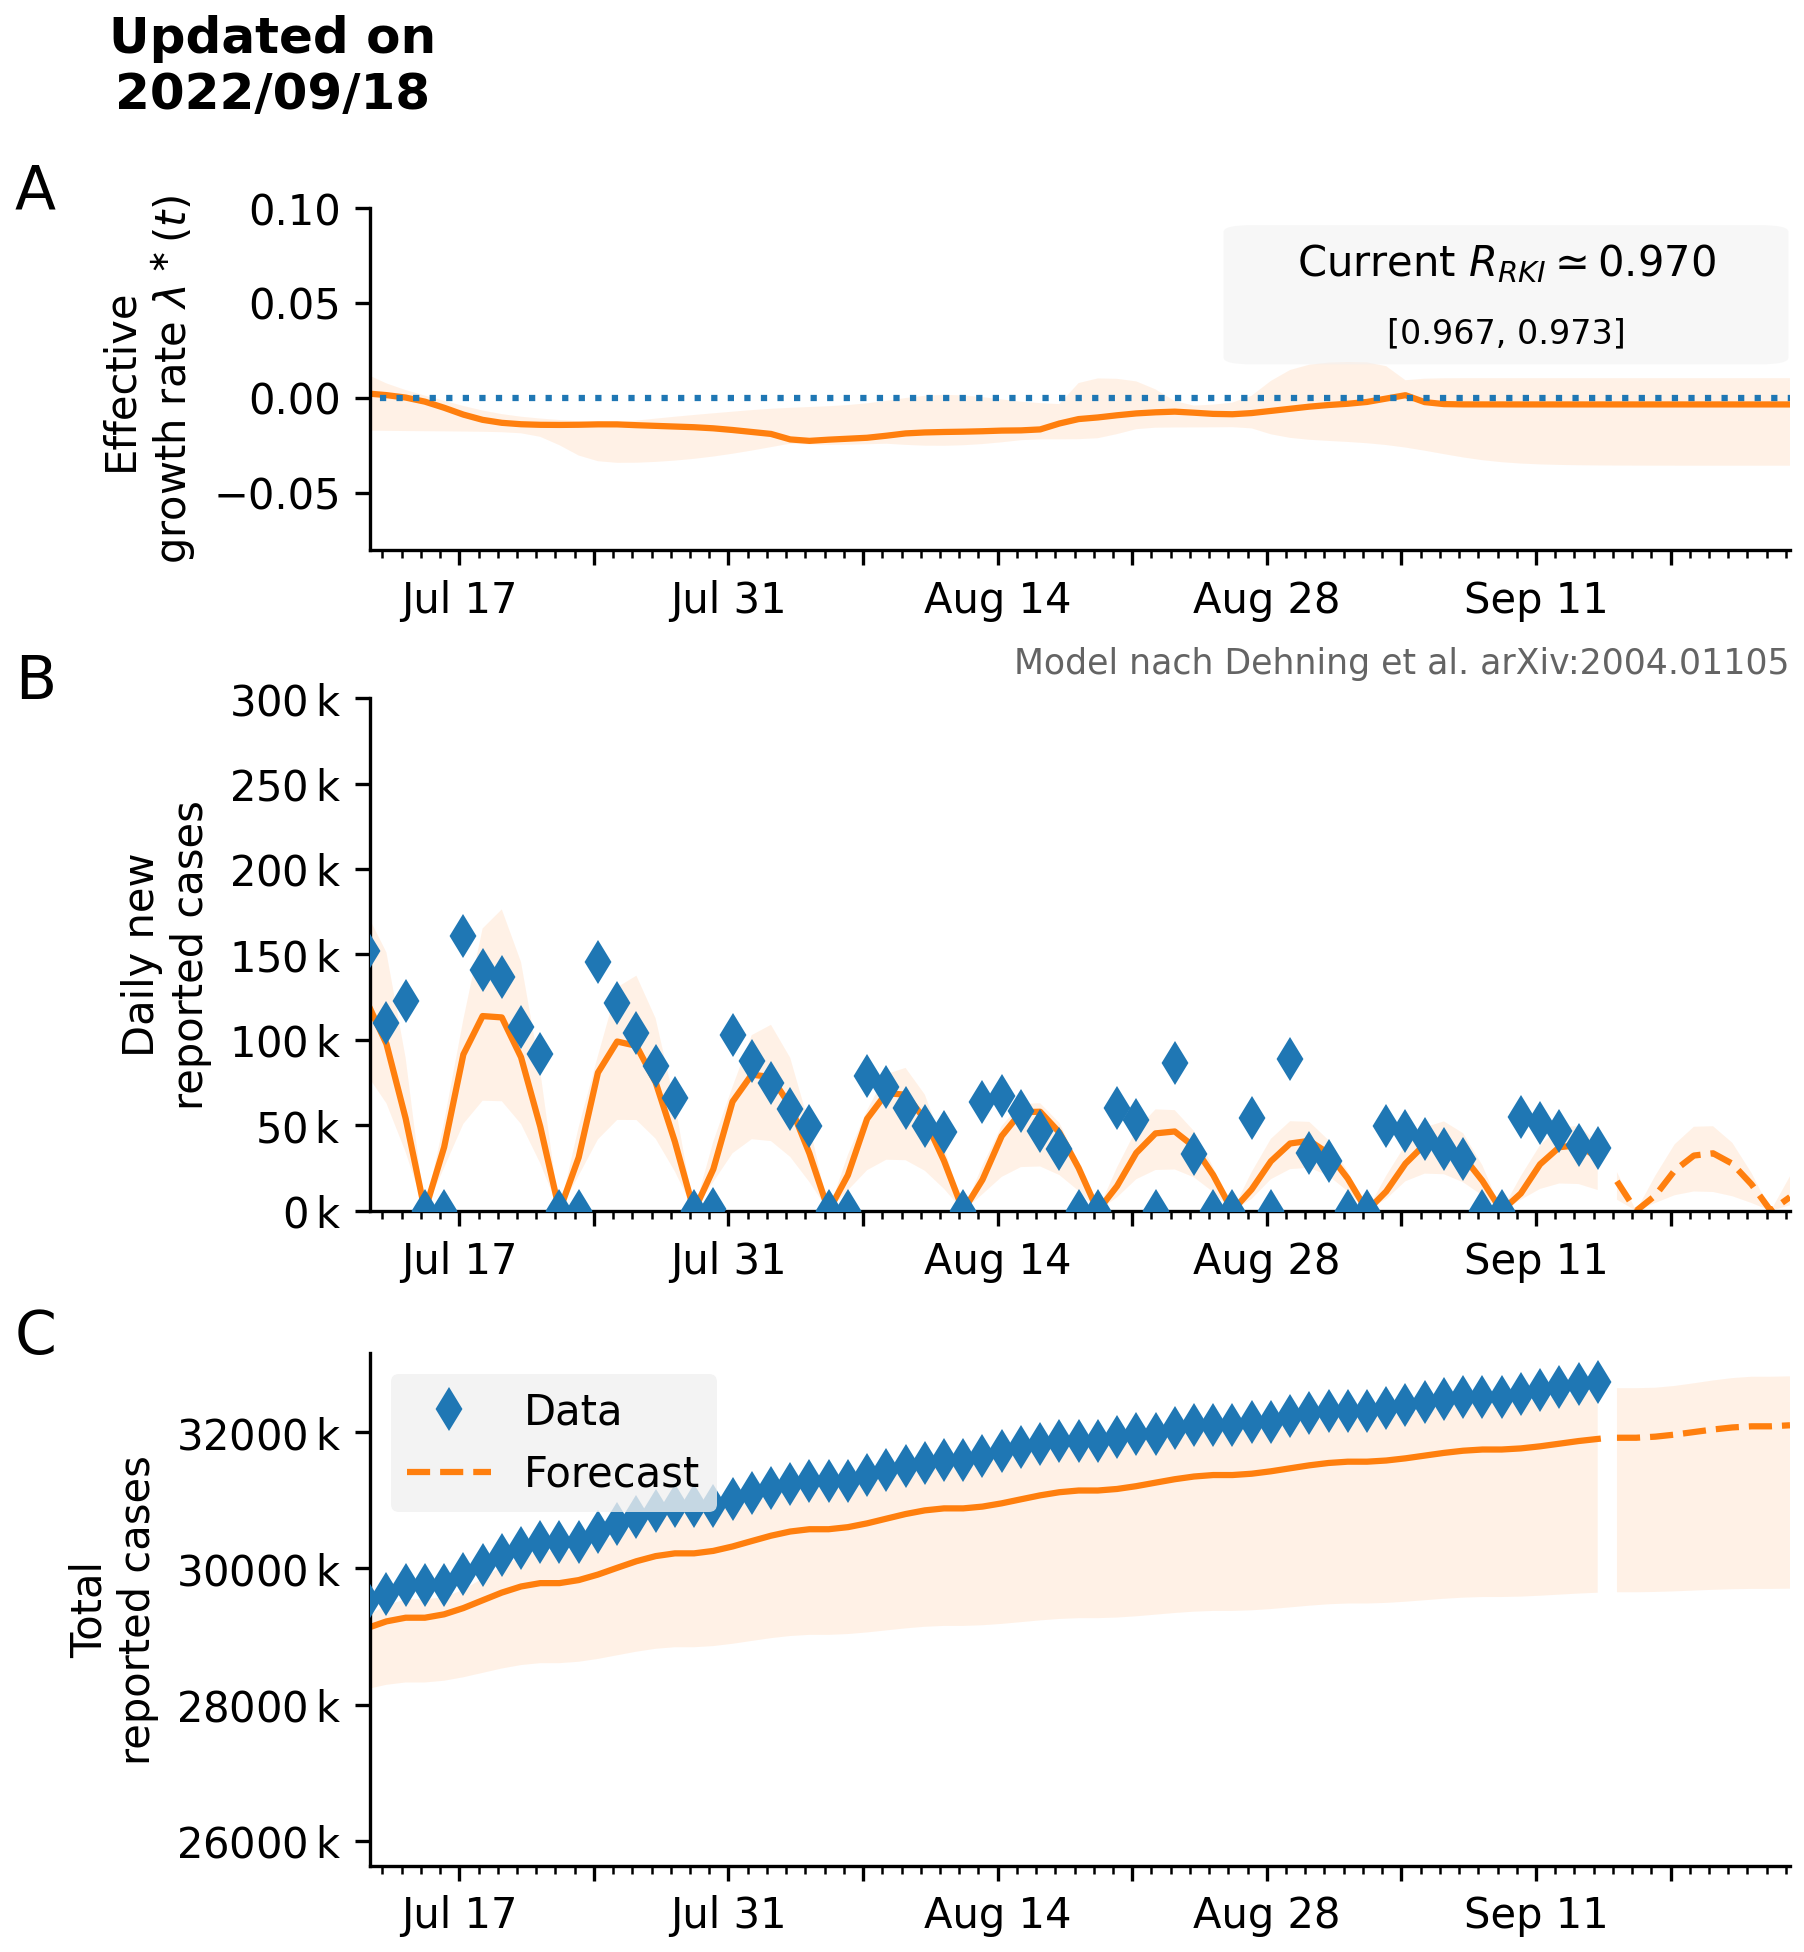 Updated on
2022/09/18
A
Effective
growth rate λ * (t)
0.10
0.05
0.00
−0.05
Current R_RKI ≃ 0.970
[0.967, 0.973]
Jul 17 Jul 31 Aug 14 Aug 28 Sep 11
Model nach Dehning et al. arXiv:2004.01105
B
Daily new
reported cases
300 k
250 k
200 k
150 k
100 k
50 k
0 k
Jul 17 Jul 31 Aug 14 Aug 28 Sep 11
C
Total
reported cases
32000 k
30000 k
28000 k
26000 k
Data
Forecast
Jul 17 Jul 31 Aug 14 Aug 28 Sep 11